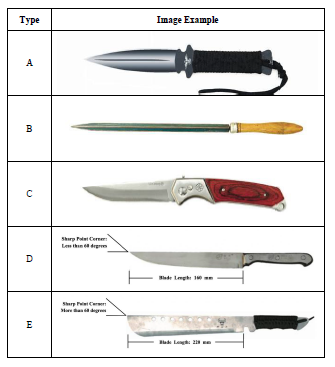 Type Image Example
A
B
C
Sharp Point Corner:
Less than 60 degrees
D
Blade Length: 160 mm
Sharp Point Corner:
More than 60 degrees
E
Blade Length: 220 mm